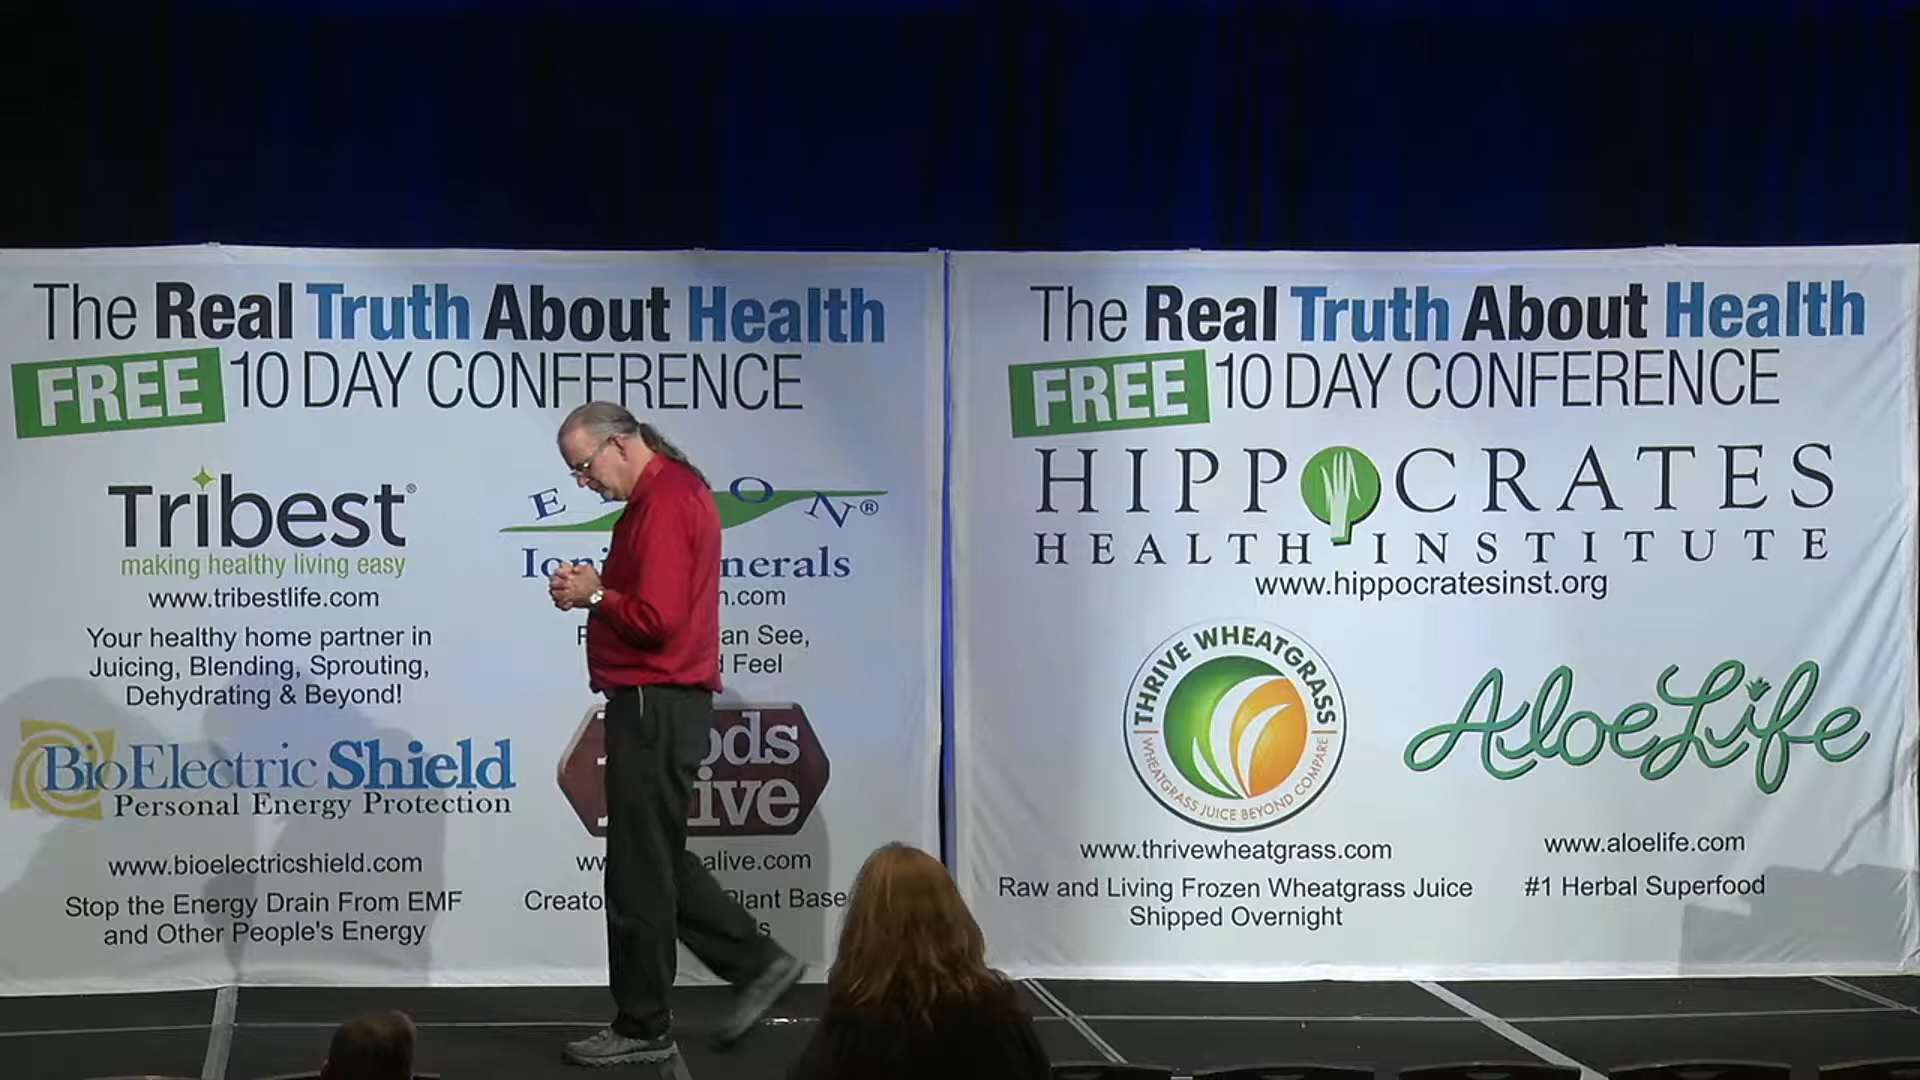 The Real Truth About Health
FREE 10 DAY CONFERENCE
Tribest®
making healthy living easy
www.tribestlife.com
Your healthy home partner in
Juicing, Blending, Sprouting,
Dehydrating & Beyond!
E O N®
.com
an See,
Feel
BioElectric Shield
Personal Energy Protection
www.bioelectricshield.com
Stop the Energy Drain From EMF
and Other People's Energy
alive.com
The Real Truth About Health
FREE 10 DAY CONFERENCE
HIPPOCRATES
HEALTH INSTITUTE
www.hippocratesinst.org
THRIVE WHEATGRASS
WHEATGRASS JUICE BEYOND COMPARE
www.thrivewheatgrass.com
Raw and Living Frozen Wheatgrass Juice
Shipped Overnight
AloeLife
www.aloelife.com
#1 Herbal Superfood